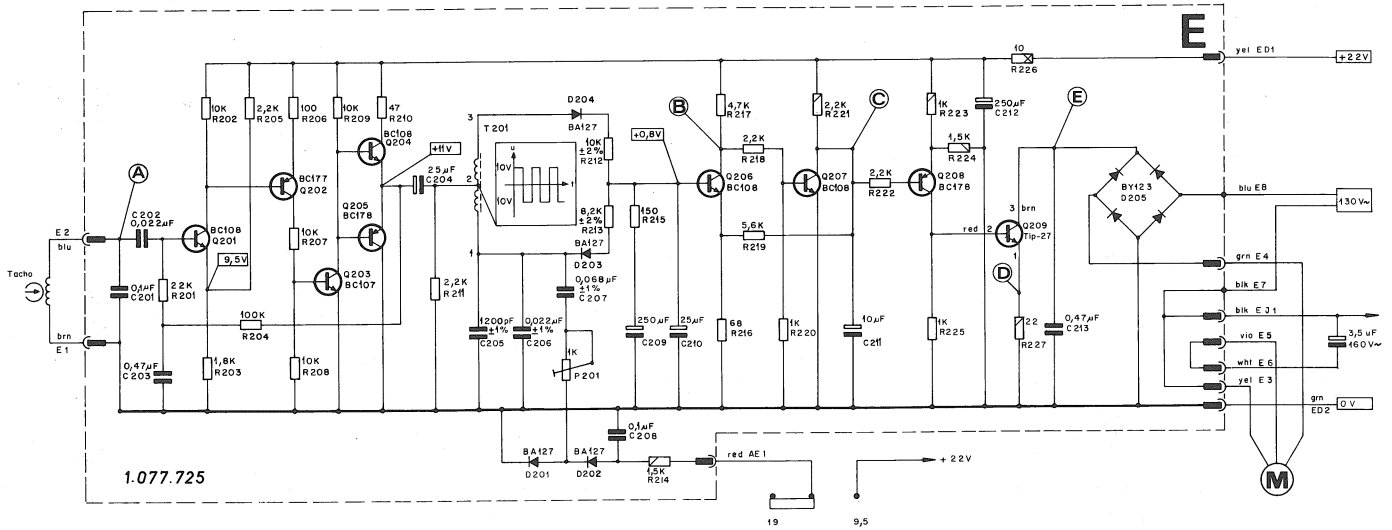 E
yel ED1
+22V
10
R226
10K
R202
2,2K
R205
100
R206
10K
R209
47
R210
BC108
Q204
+11V
25µF
C204
3
T201
2
1
u
10V
10V
t
D204
BA127
10K
±2%
R212
8,2K
±2%
R213
BA127
D203
+0,8V
150
R215
B
4,7K
R217
2,2K
R218
Q206
BC108
5,6K
R219
2,2K
R221
C
Q207
BC108
2,2K
R222
1K
R223
1,5K
R224
250µF
C212
Q208
BC178
E
3
brn
red
2
Q209
Tip-27
1
D
BY123
D205
blu E8
130V~
grn E4
blk E7
blk EJ1
3,5 uF
160V~
vio E5
wht E6
yel E3
grn
ED2
0V
M
A
C202
0,022µF
E2
blu
Tacho
brn
E1
BC108
Q201
9,5V
BC177
Q202
Q205
BC178
10K
R207
Q203
BC107
0,1µF
C201
22K
R201
100K
R204
0,47µF
C203
1,8K
R203
10K
R208
2,2K
R211
1200pF
±1%
C205
0,022µF
±1%
C206
0,068µF
±1%
C207
1K
P201
250µF
C209
25µF
C210
68
R216
1K
R220
10µF
C211
1K
R225
22
R227
0,47µF
C213
0,1µF
C208
BA127
D201
BA127
D202
1,5K
R214
red AE1
+ 22V
1.077.725
19
9,5